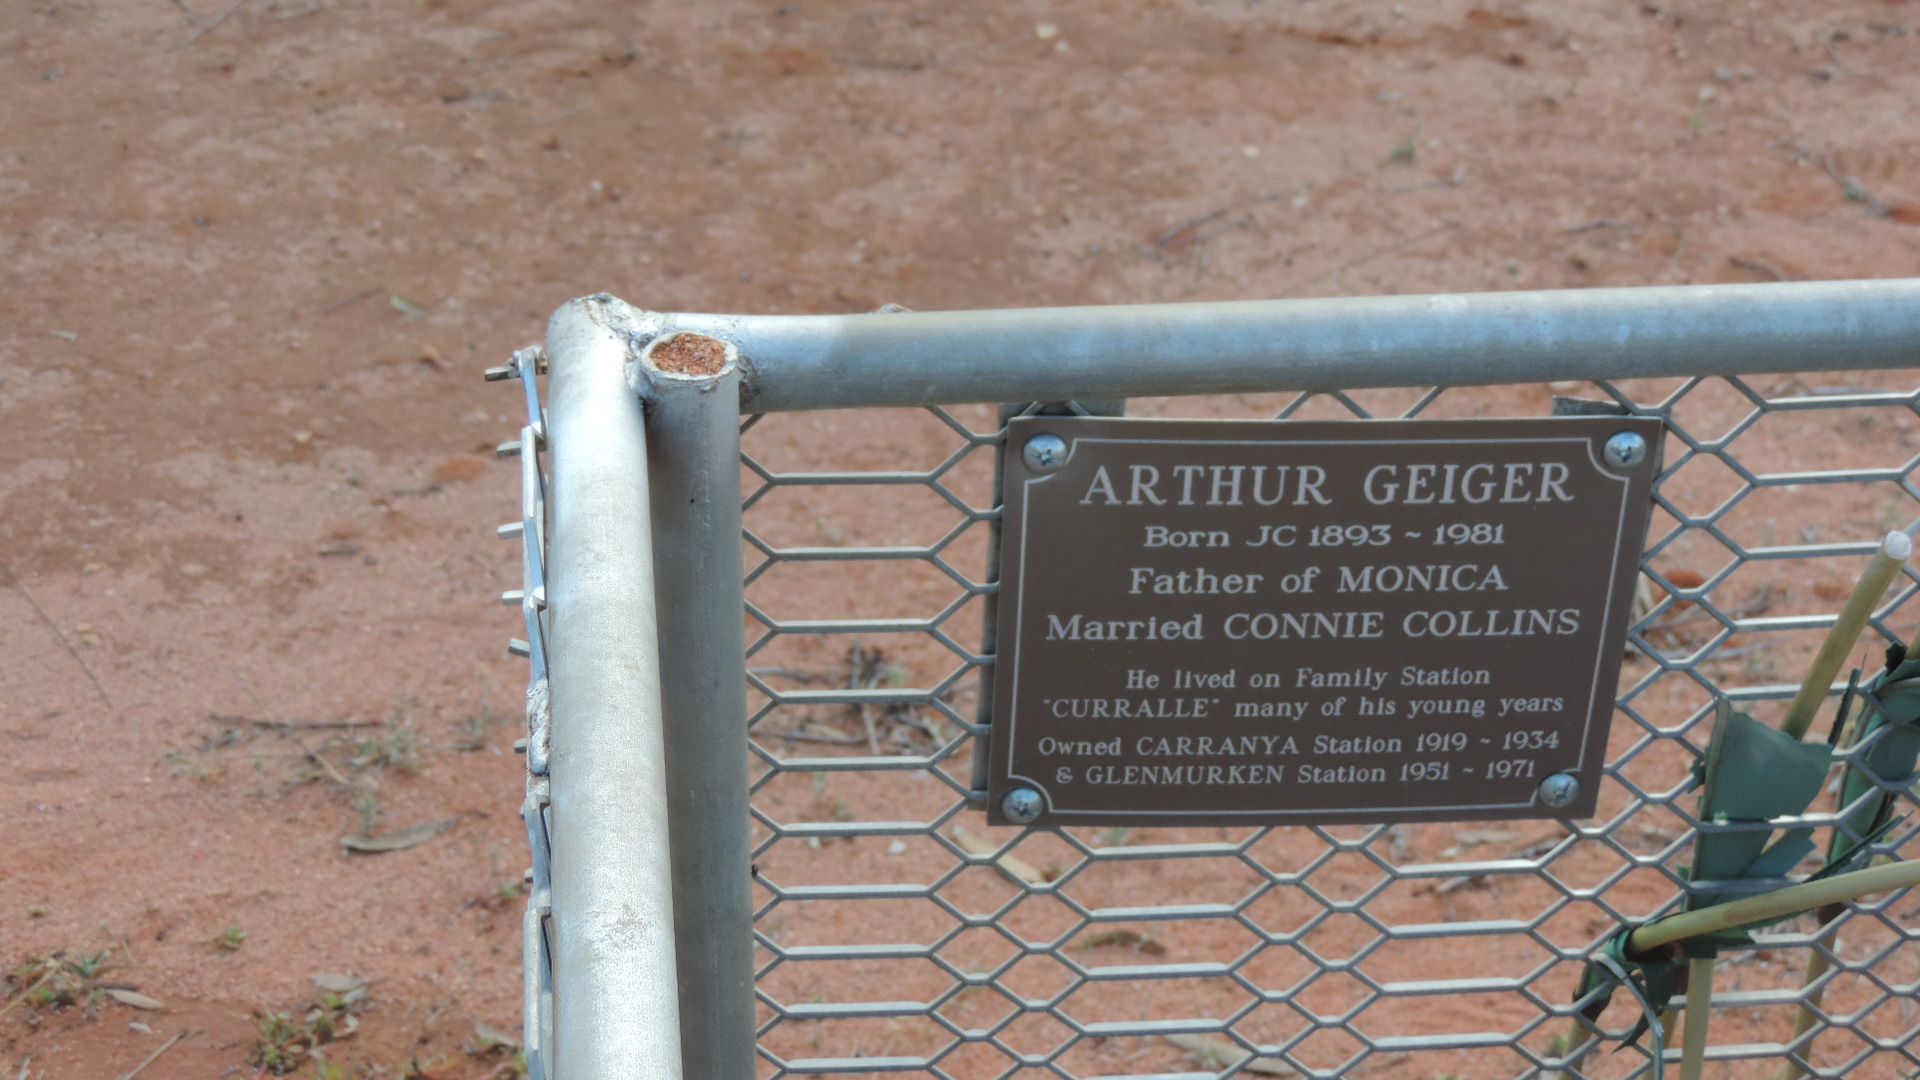 ARTHUR GEIGER
Born JC 1893 ~ 1981
Father of MONICA
Married CONNIE COLLINS
He lived on Family Station
"CURRALLE" many of his young years
Owned CARRANYA Station 1919 ~ 1934
& GLENMURKEN Station 1951 ~ 1971